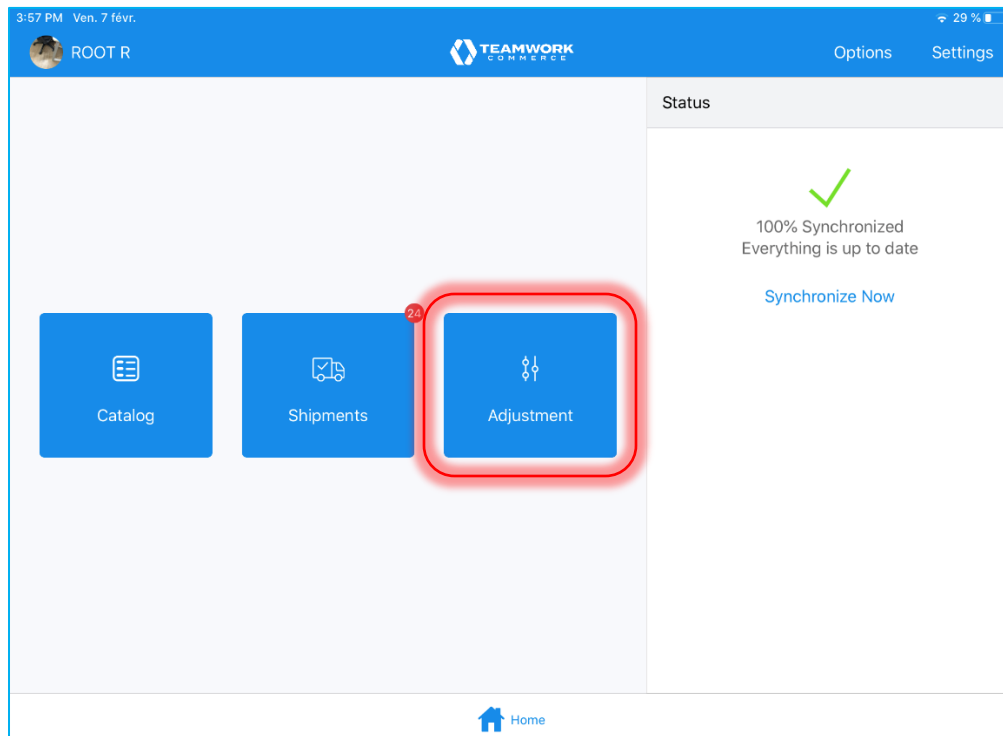 3:57 PM Ven. 7 févr.
29 %
ROOT R
TEAMWORK
COMMERCE
Options
Settings
Status
100% Synchronized
Everything is up to date
Synchronize Now
24
Catalog
Shipments
Adjustment
Home